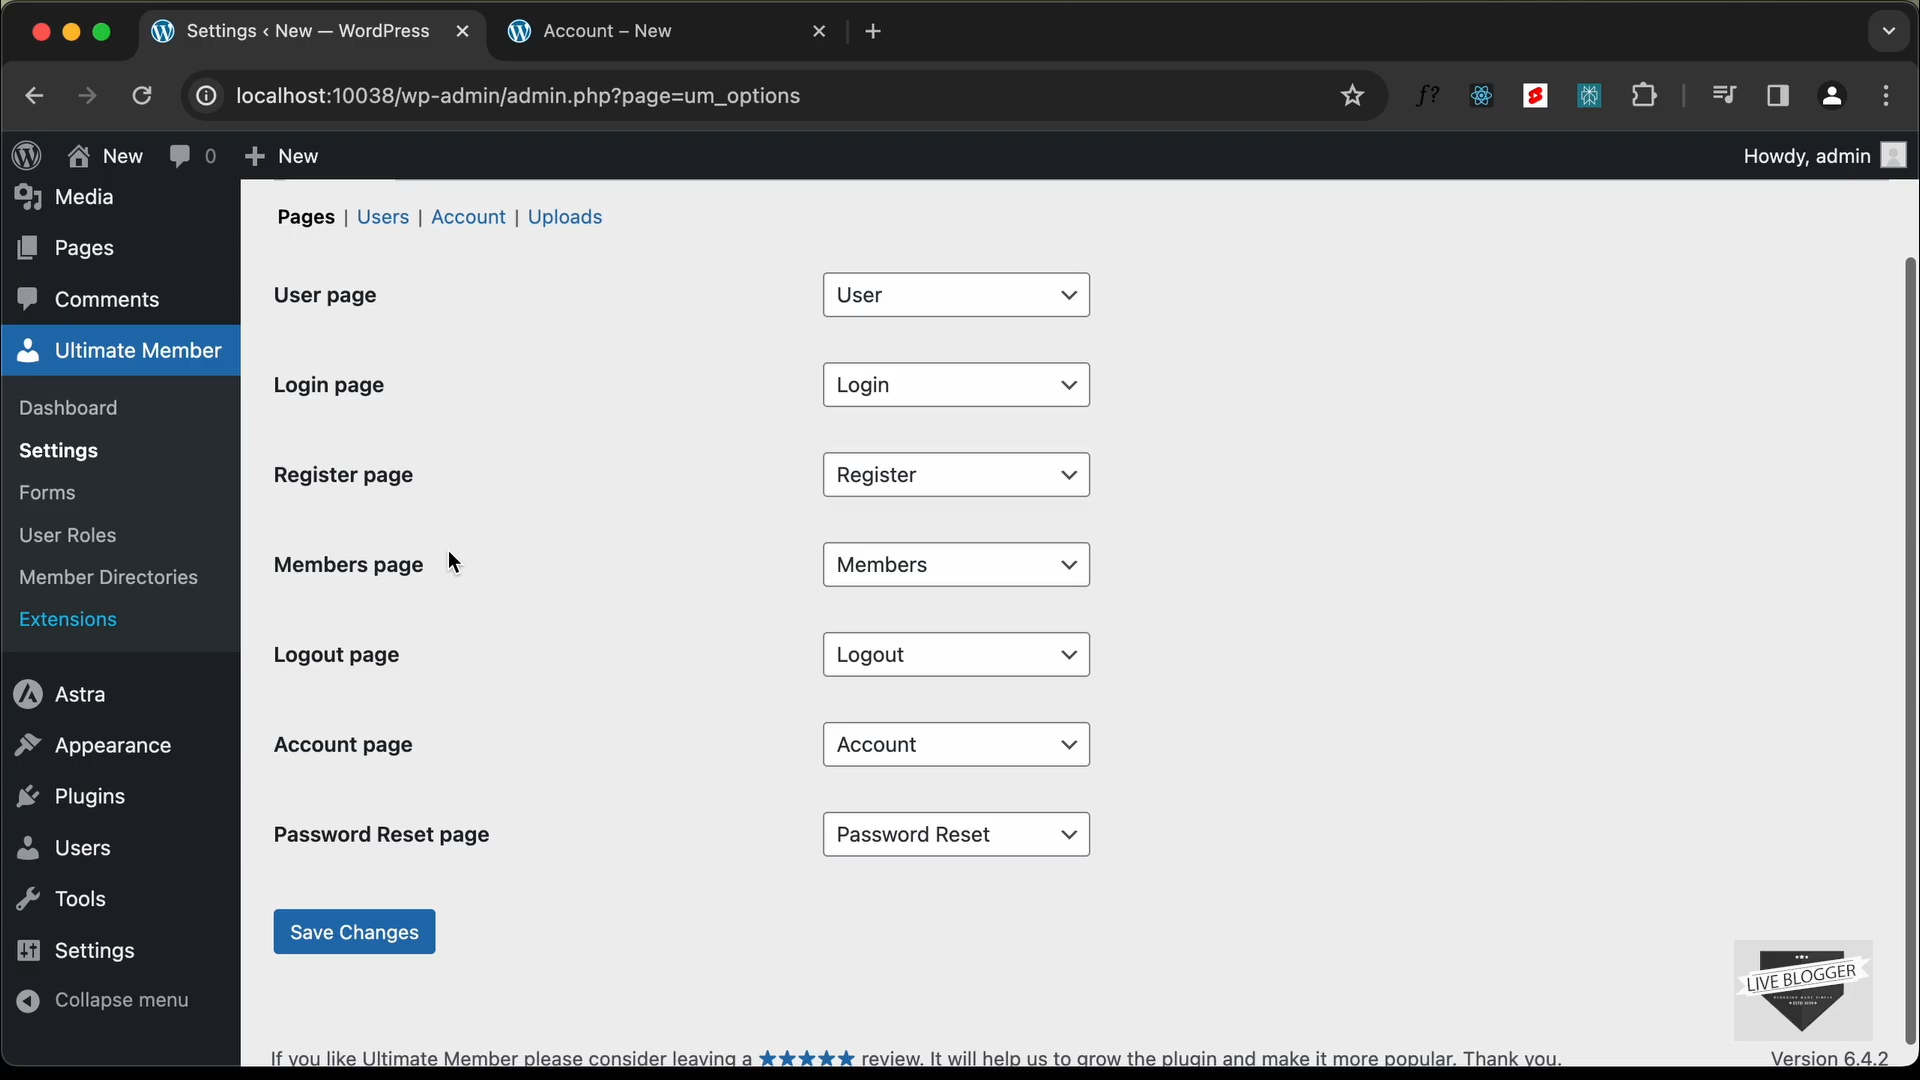 Settings ‹ New — WordPress
Account – New
localhost:10038/wp-admin/admin.php?page=um_options
f?
New
0
New
Howdy, admin
Media
Pages
Comments
Ultimate Member
Dashboard
Settings
Forms
User Roles
Member Directories
Extensions
Astra
Appearance
Plugins
Users
Tools
Settings
Collapse menu
Pages | Users | Account | Uploads
User page
User
Login page
Login
Register page
Register
Members page
Members
Logout page
Logout
Account page
Account
Password Reset page
Password Reset
Save Changes
LIVE BLOGGER
If you like Ultimate Member please consider leaving a ★★★★★ review. It will help us to grow the plugin and make it more popular. Thank you.
Version 6.4.2